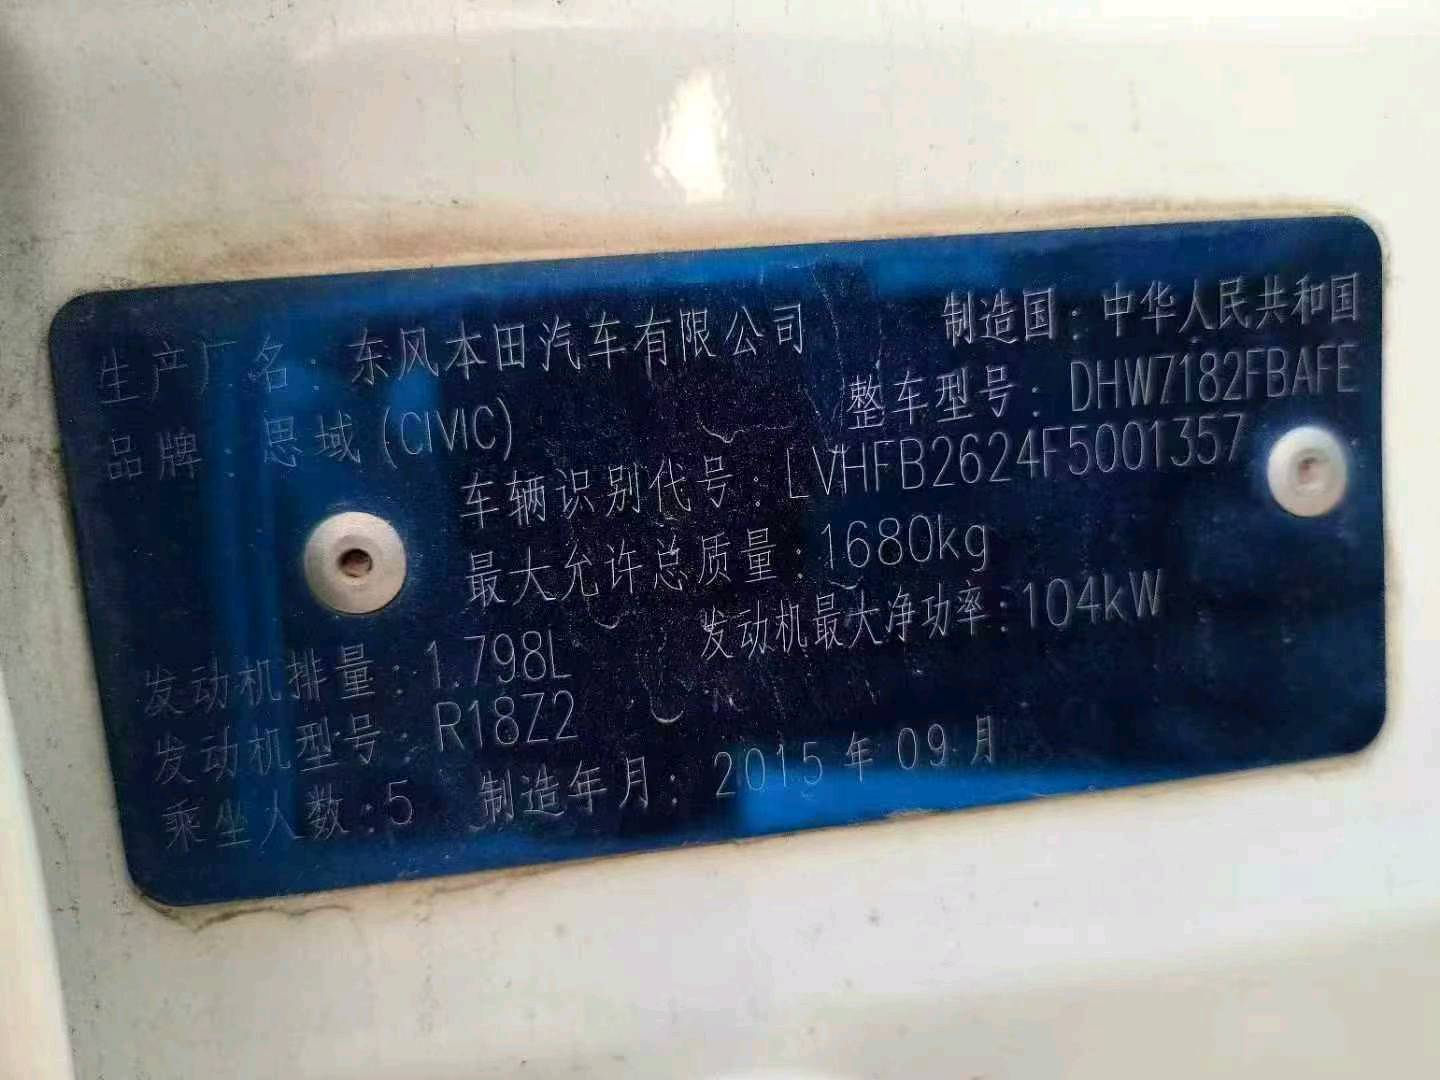 生产厂名：东风本田汽车有限公司 制造国：中华人民共和国
品牌：思域(CIVIC) 整车型号：DHW7182FBAFE
车辆识别代号：LVHFB2624F5001357
最大允许总质量：1680kg
发动机排量：1.798L 发动机最大净功率：104kW
发动机型号：R18Z2
乘坐人数：5 制造年月：2015年09月